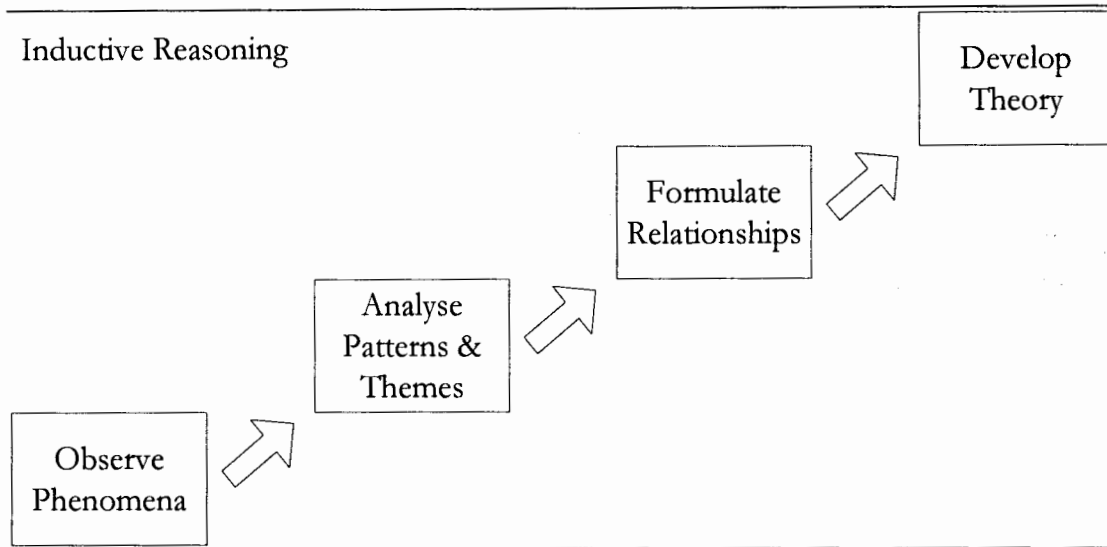 Inductive Reasoning
Develop
Theory
Formulate
Relationships
Analyse
Patterns &
Themes
Observe
Phenomena